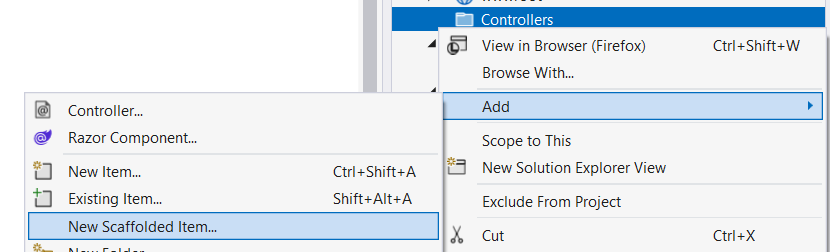 Controllers
View in Browser (Firefox) Ctrl+Shift+W
Browse With...
Add
Scope to This
New Solution Explorer View
Exclude From Project
Cut Ctrl+X
Controller...
Razor Component...
New Item... Ctrl+Shift+A
Existing Item... Shift+Alt+A
New Scaffolded Item...
New Folder